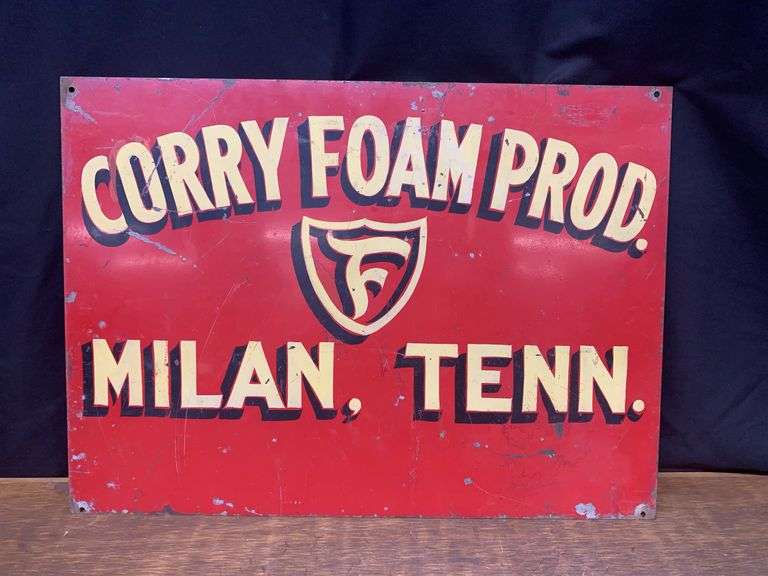 CORRY FOAM PROD.
F
MILAN, TENN.